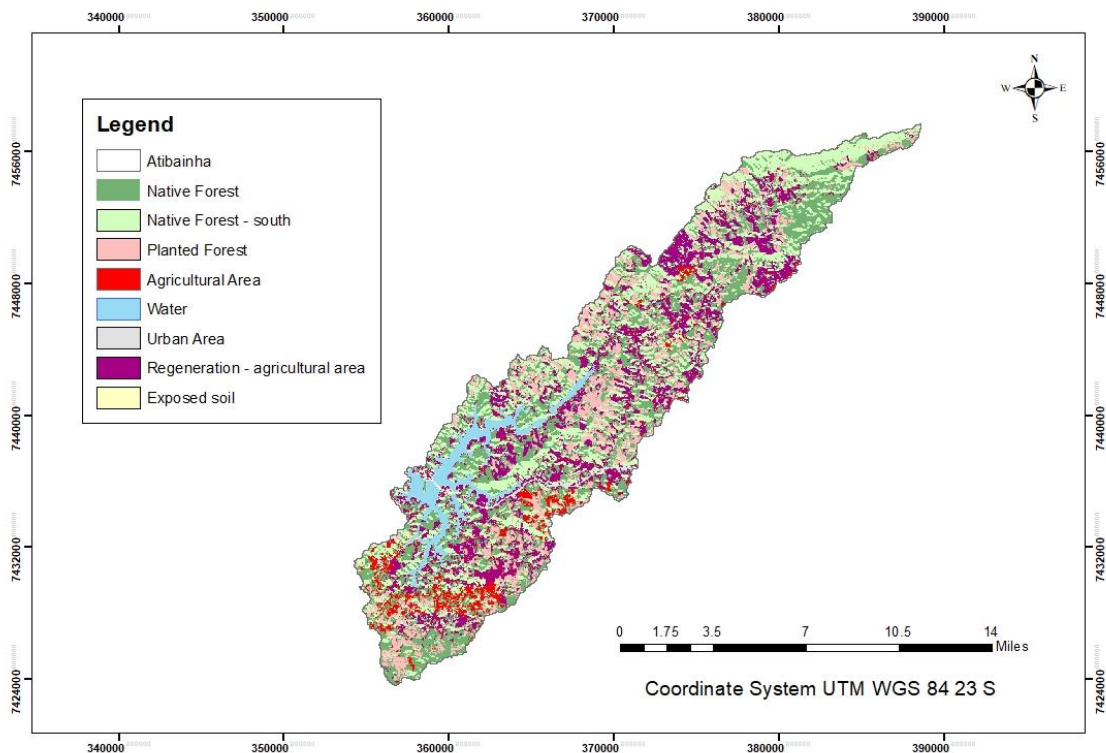 340000 350000 360000 370000 380000 390000
N
W E
S
Legend
Atibainha
Native Forest
Native Forest - south
Planted Forest
Agricultural Area
Water
Urban Area
Regeneration - agricultural area
Exposed soil
7456000 7456000
7448000 7448000
7440000 7440000
7432000 7432000
7424000 7424000
0 1.75 3.5 7 10.5 14
Miles
Coordinate System UTM WGS 84 23 S
340000 350000 360000 370000 380000 390000